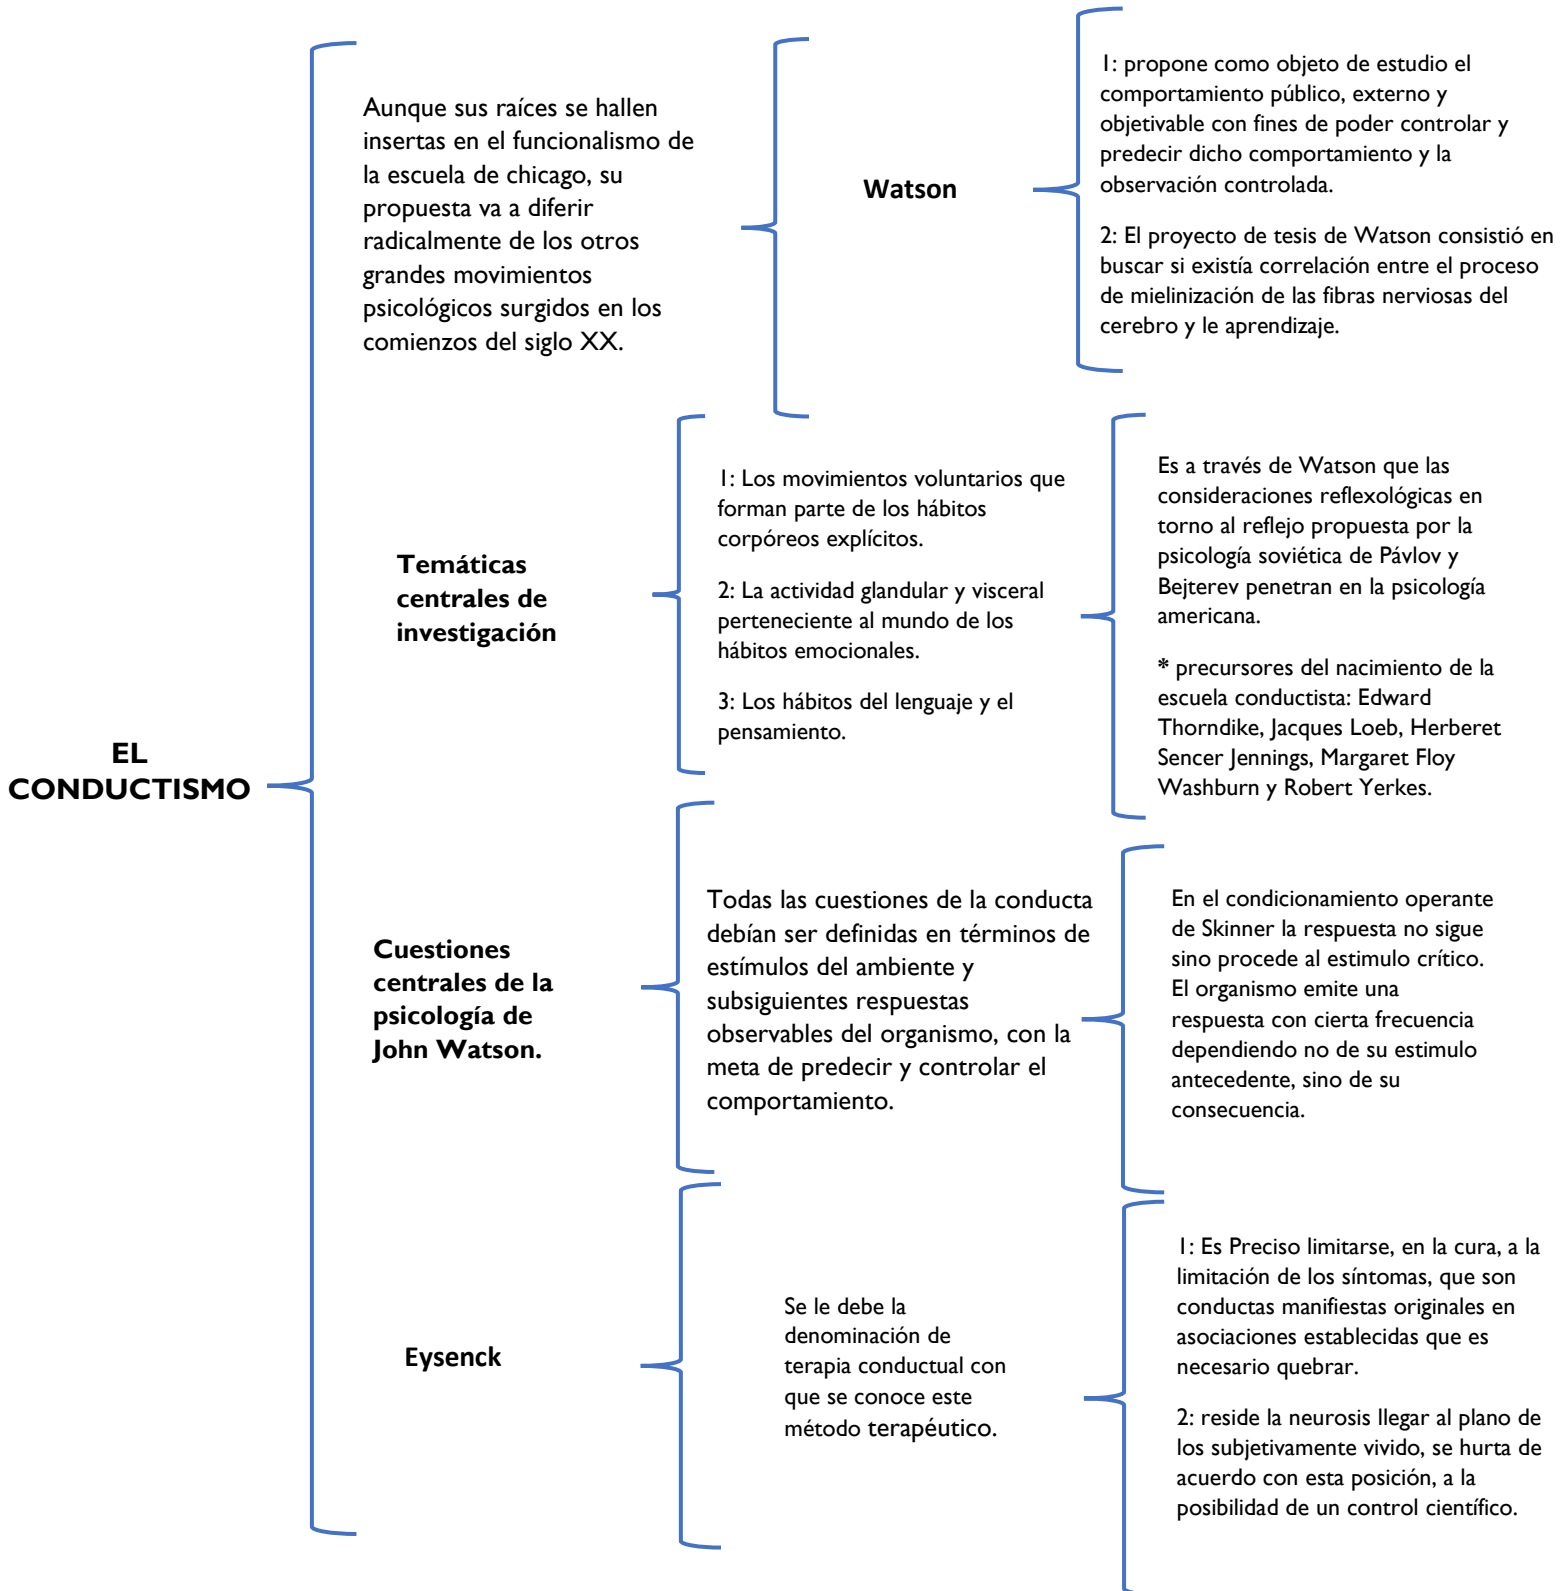 EL
CONDUCTISMO
Aunque sus raíces se hallen
insertas en el funcionalismo de
la escuela de chicago, su
propuesta va a diferir
radicalmente de los otros
grandes movimientos
psicológicos surgidos en los
comienzos del siglo XX.
Watson
1: propone como objeto de estudio el
comportamiento público, externo y
objetivable con fines de poder controlar y
predecir dicho comportamiento y la
observación controlada.
2: El proyecto de tesis de Watson consistió en
buscar si existía correlación entre el proceso
de mielinización de las fibras nerviosas del
cerebro y le aprendizaje.
Temáticas
centrales de
investigación
1: Los movimientos voluntarios que
forman parte de los hábitos
corpóreos explícitos.
2: La actividad glandular y visceral
perteneciente al mundo de los
hábitos emocionales.
3: Los hábitos del lenguaje y el
pensamiento.
Es a través de Watson que las
consideraciones reflexológicas en
torno al reflejo propuesta por la
psicología soviética de Pávlov y
Bejterev penetran en la psicología
americana.
* precursores del nacimiento de la
escuela conductista: Edward
Thorndike, Jacques Loeb, Herberet
Sencer Jennings, Margaret Floy
Washburn y Robert Yerkes.
Cuestiones
centrales de la
psicología de
John Watson.
Todas las cuestiones de la conducta
debían ser definidas en términos de
estímulos del ambiente y
subsiguientes respuestas
observables del organismo, con la
meta de predecir y controlar el
comportamiento.
En el condicionamiento operante
de Skinner la respuesta no sigue
sino procede al estimulo crítico.
El organismo emite una
respuesta con cierta frecuencia
dependiendo no de su estimulo
antecedente, sino de su
consecuencia.
Eysenck
Se le debe la
denominación de
terapia conductual con
que se conoce este
método terapéutico.
1: Es Preciso limitarse, en la cura, a la
limitación de los síntomas, que son
conductas manifiestas originales en
asociaciones establecidas que es
necesario quebrar.
2: reside la neurosis llegar al plano de
los subjetivamente vivido, se hurta de
acuerdo con esta posición, a la
posibilidad de un control científico.